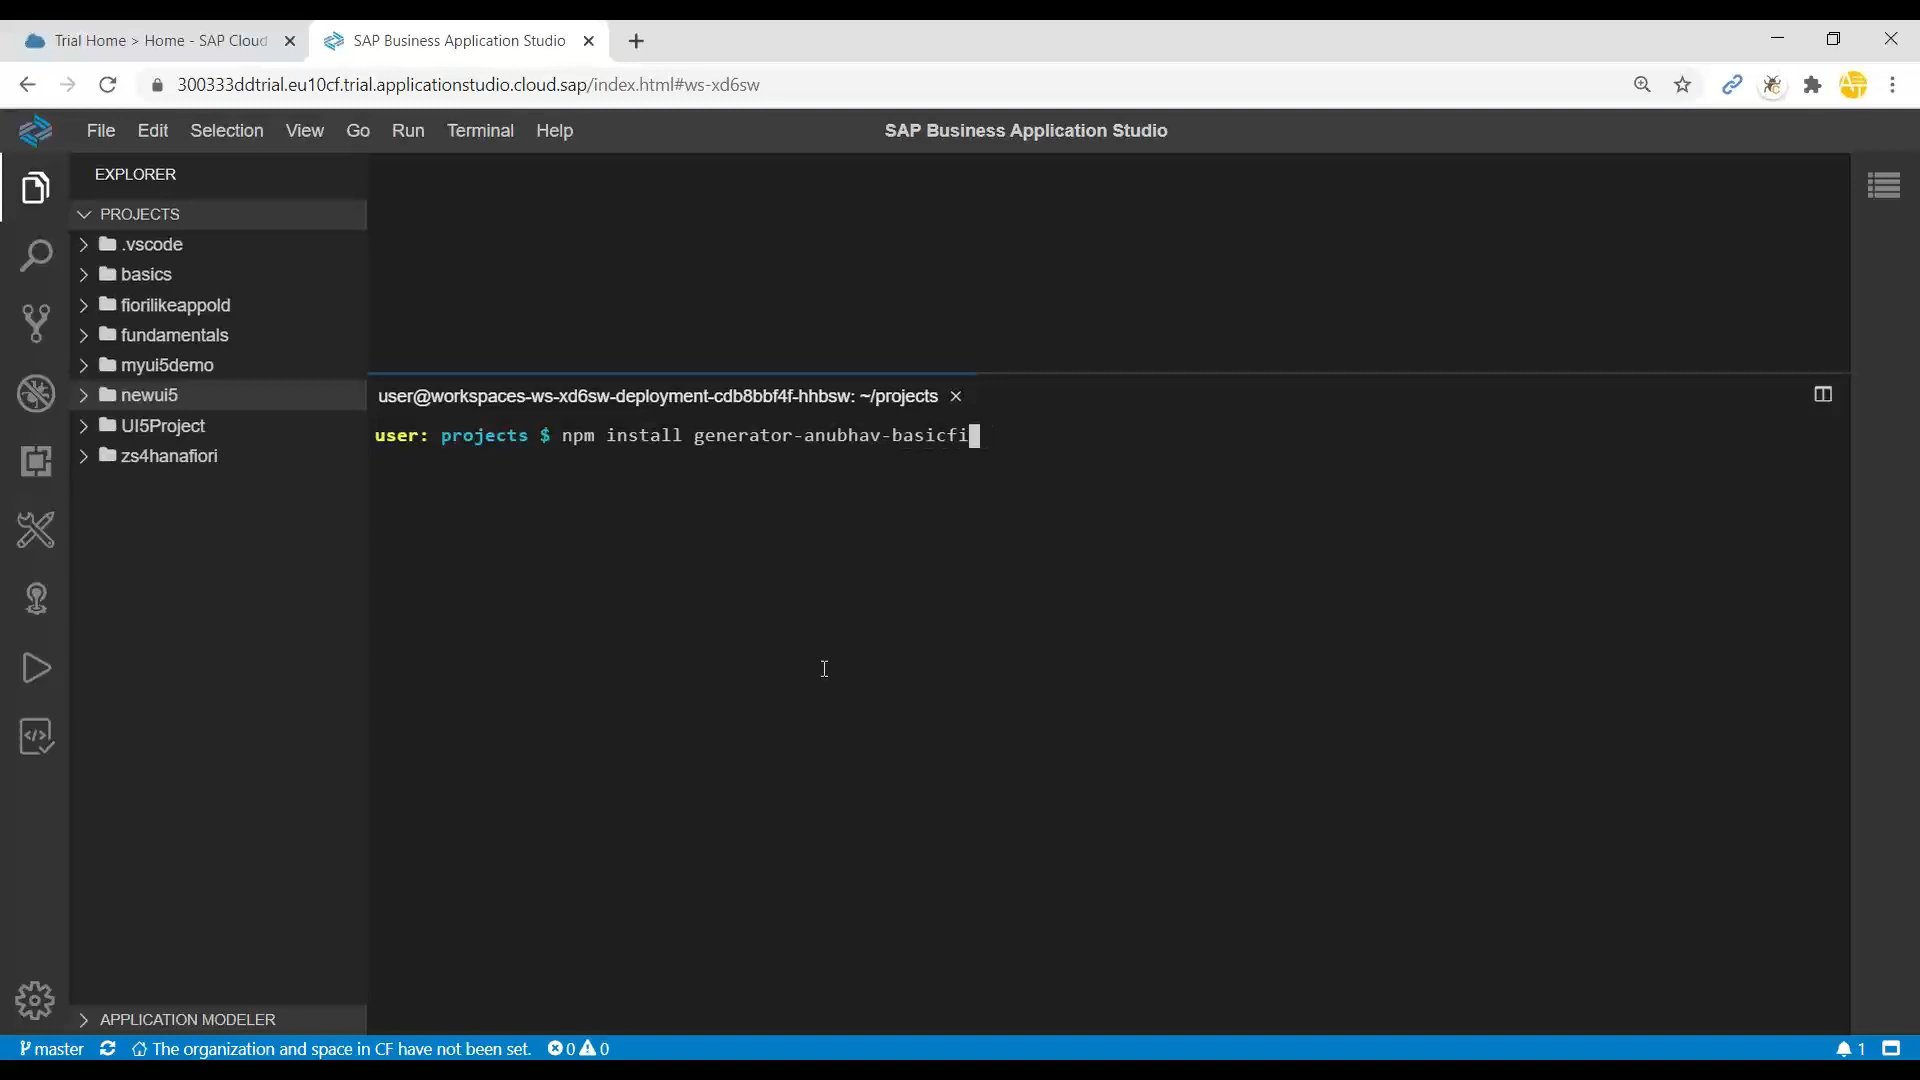 Trial Home > Home - SAP Cloud
SAP Business Application Studio
300333ddtrial.eu10cf.trial.applicationstudio.cloud.sap/index.html#ws-xd6sw
File Edit Selection View Go Run Terminal Help
SAP Business Application Studio
EXPLORER
PROJECTS
.vscode
basics
fiorilikeappold
fundamentals
myui5demo
newui5
UI5Project
zs4hanafiori
user@workspaces-ws-xd6sw-deployment-cdb8bbf4f-hhbsw: ~/projects
user: projects $ npm install generator-anubhav-basicfi
APPLICATION MODELER
master The organization and space in CF have not been set. 0 0 1